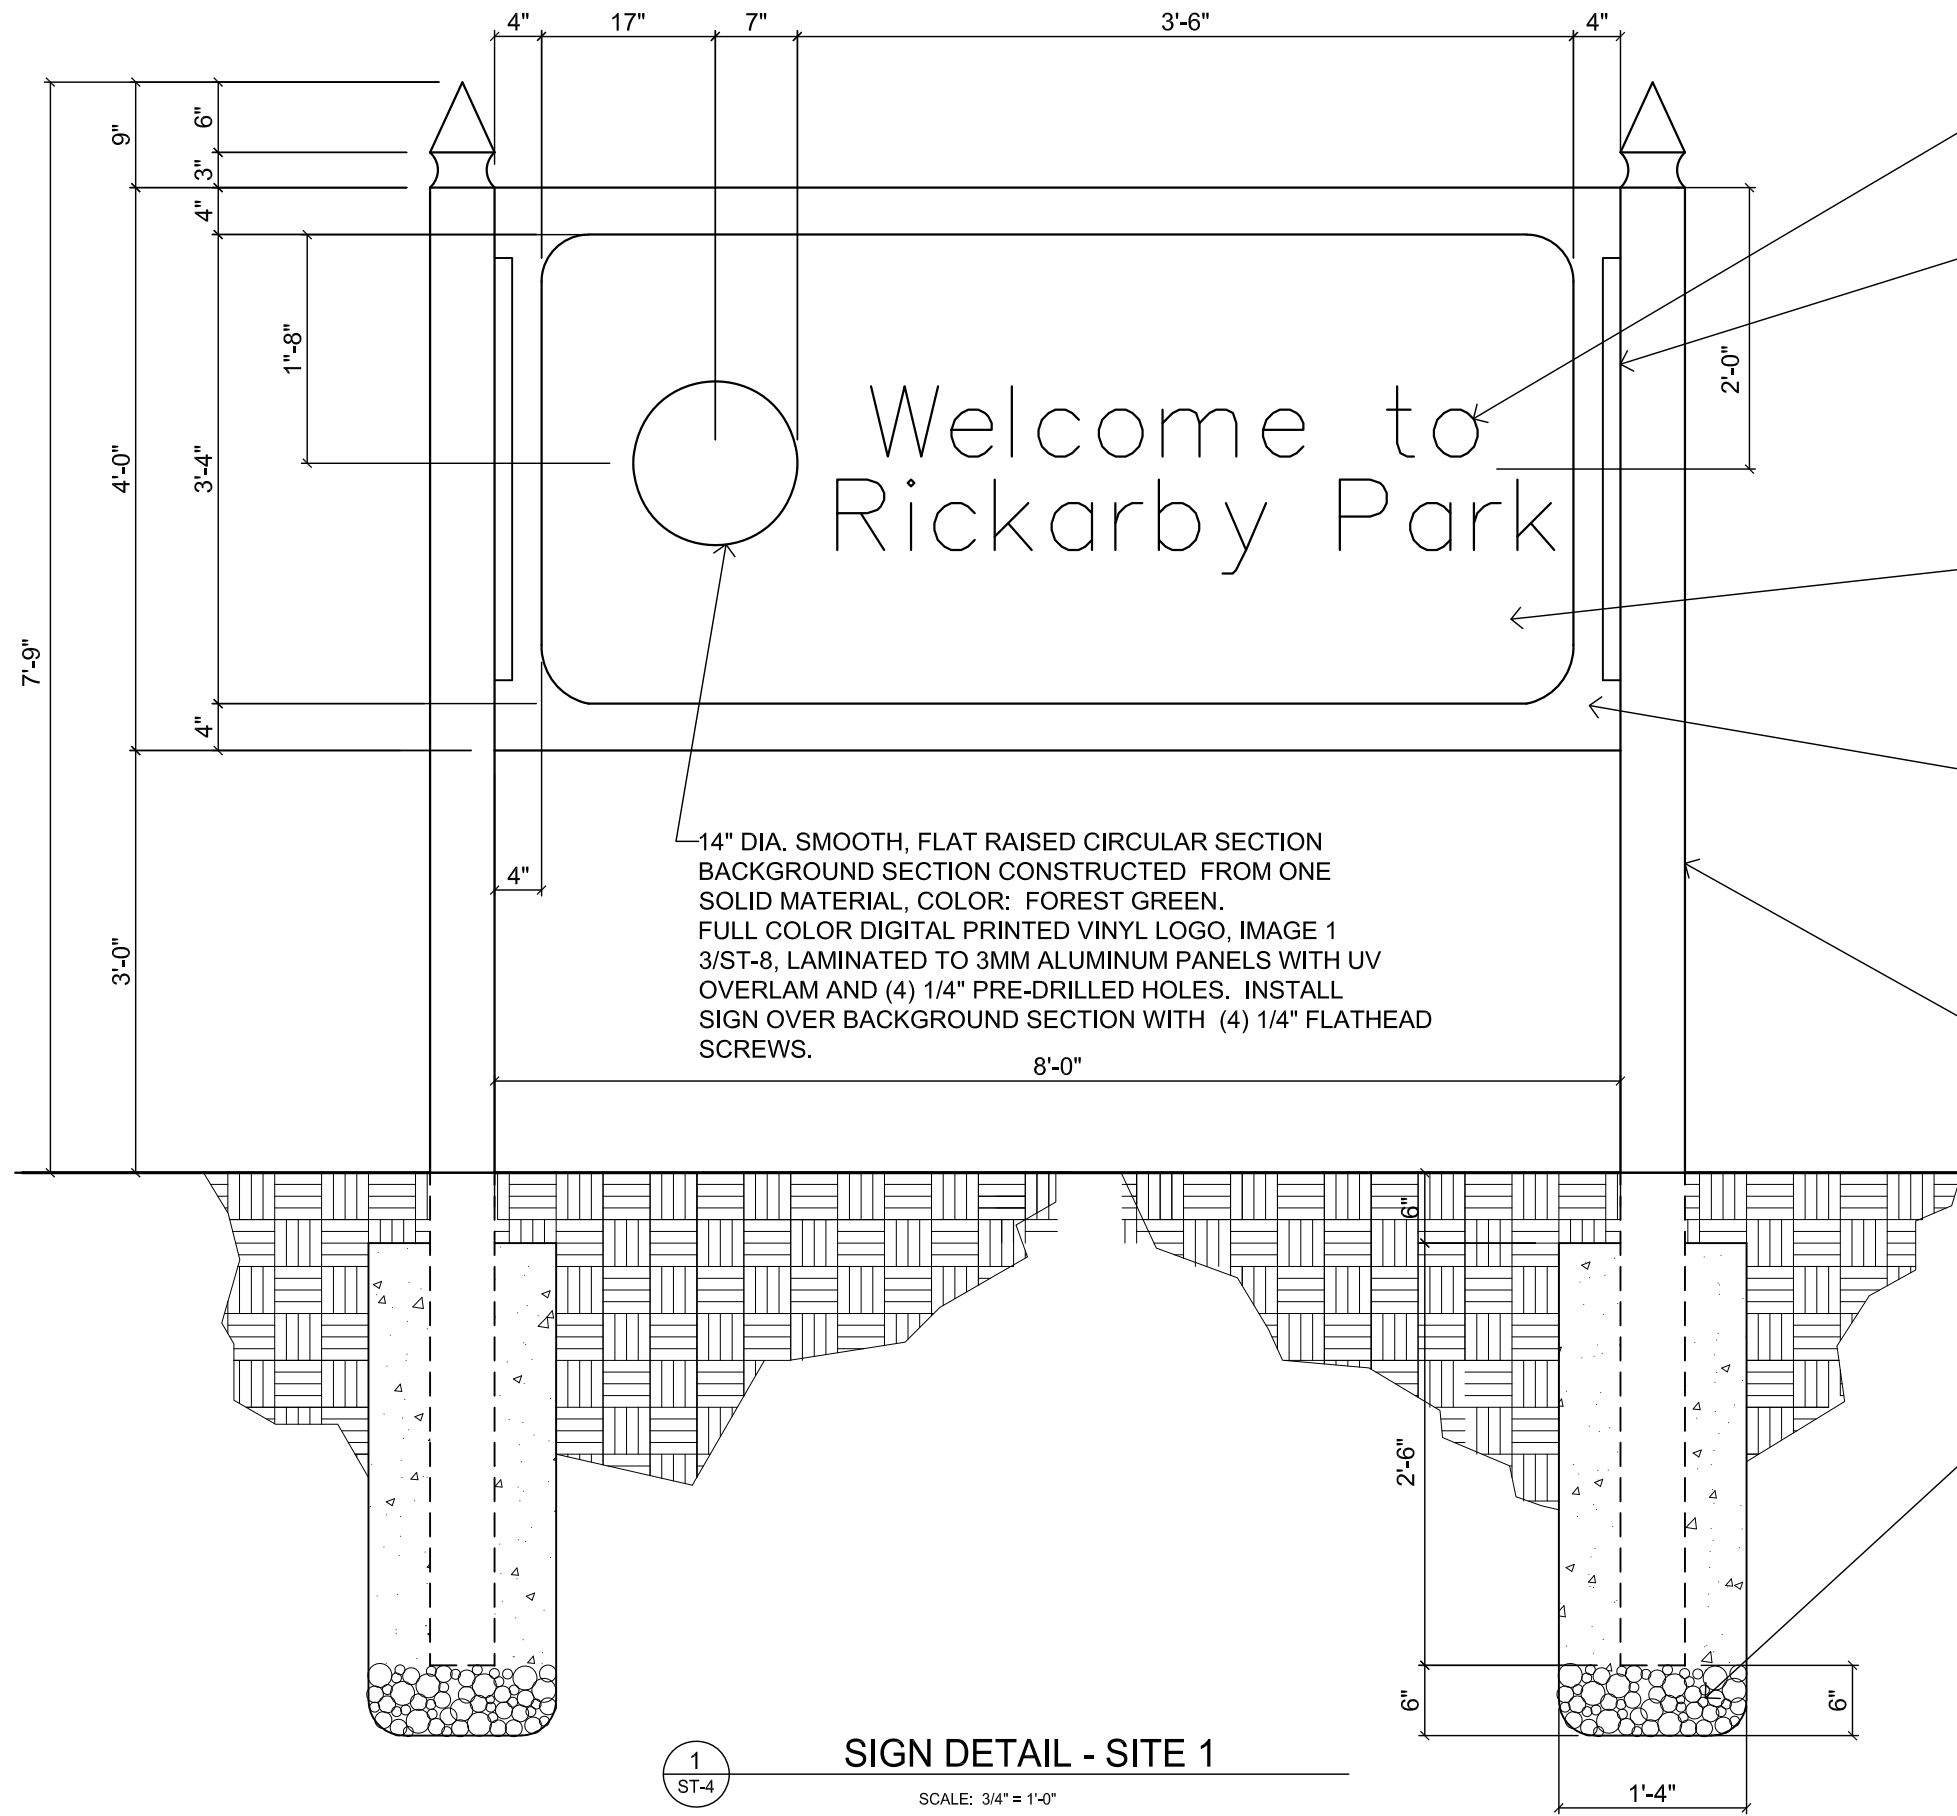 4" 17" 7" 3'-6" 4"
6"
9"
3"
4"
1"-8"
2'-0"
4'-0"
3'-4"
Welcome to
Rickarby Park
7'-9"
4"
14" DIA. SMOOTH, FLAT RAISED CIRCULAR SECTION
BACKGROUND SECTION CONSTRUCTED FROM ONE
SOLID MATERIAL, COLOR: FOREST GREEN.
FULL COLOR DIGITAL PRINTED VINYL LOGO, IMAGE 1
3/ST-8, LAMINATED TO 3MM ALUMINUM PANELS WITH UV
OVERLAM AND (4) 1/4" PRE-DRILLED HOLES. INSTALL
SIGN OVER BACKGROUND SECTION WITH (4) 1/4" FLATHEAD
SCREWS.
4"
3'-0"
8'-0"
6"
2'-6"
6" 6"
1
ST-4
SIGN DETAIL - SITE 1
SCALE: 3/4" = 1'-0"
1'-4"